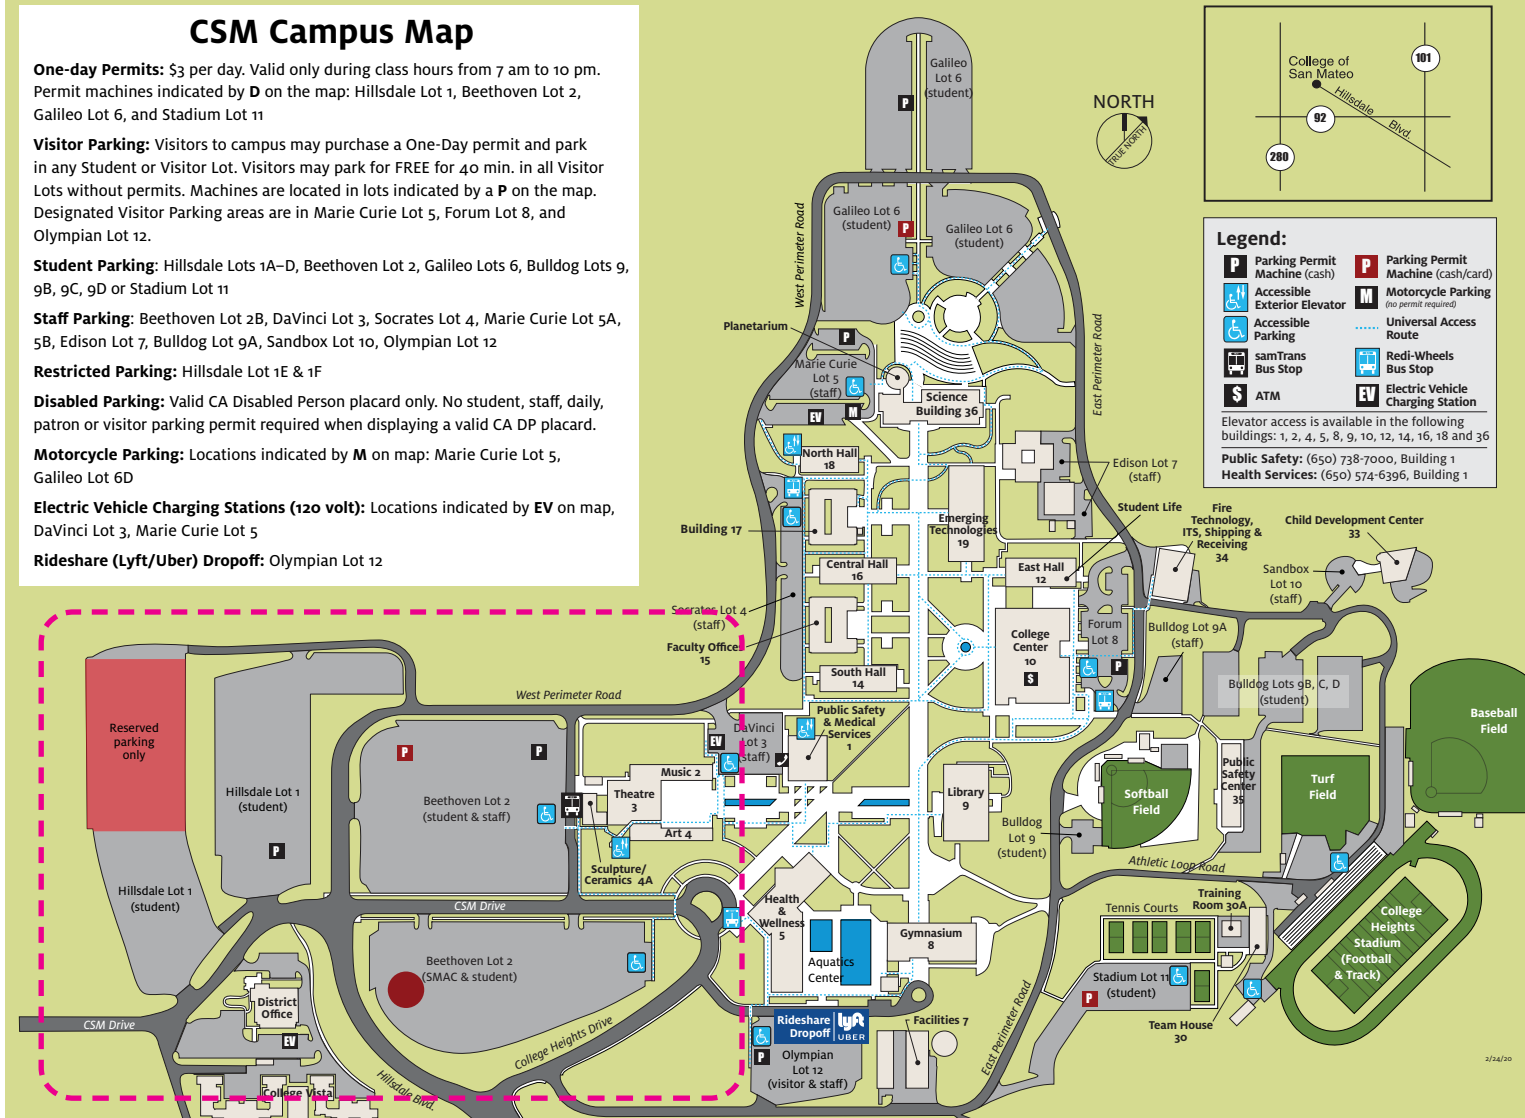 CSM Campus Map
One-day Permits: $3 per day. Valid only during class hours from 7 am to 10 pm.
Permit machines indicated by D on the map: Hillsdale Lot 1, Beethoven Lot 2,
Galileo Lot 6, and Stadium Lot 11
Visitor Parking: Visitors to campus may purchase a One-Day permit and park
in any Student or Visitor Lot. Visitors may park for FREE for 40 min. in all Visitor
Lots without permits. Machines are located in lots indicated by a P on the map.
Designated Visitor Parking areas are in Marie Curie Lot 5, Forum Lot 8, and
Olympian Lot 12.
Student Parking: Hillsdale Lots 1A–D, Beethoven Lot 2, Galileo Lots 6, Bulldog Lots 9,
9B, 9C, 9D or Stadium Lot 11
Staff Parking: Beethoven Lot 2B, DaVinci Lot 3, Socrates Lot 4, Marie Curie Lot 5A,
5B, Edison Lot 7, Bulldog Lot 9A, Sandbox Lot 10, Olympian Lot 12
Restricted Parking: Hillsdale Lot 1E & 1F
Disabled Parking: Valid CA Disabled Person placard only. No student, staff, daily,
patron or visitor parking permit required when displaying a valid CA DP placard.
Motorcycle Parking: Locations indicated by M on map: Marie Curie Lot 5,
Galileo Lot 6D
Electric Vehicle Charging Stations (120 volt): Locations indicated by EV on map,
DaVinci Lot 3, Marie Curie Lot 5
Rideshare (Lyft/Uber) Dropoff: Olympian Lot 12
NORTH
TRUE NORTH
College of
San Mateo
Hillsdale
Blvd.
101
92
280
Legend:
P
Parking Permit
Machine (cash)
P
Parking Permit
Machine (cash/card)
Accessible
Exterior Elevator
M
Motorcycle Parking
(no permit required)
Accessible
Parking
Universal Access
Route
samTrans
Bus Stop
Redi-Wheels
Bus Stop
$
ATM
EV
Electric Vehicle
Charging Station
Elevator access is available in the following
buildings: 1, 2, 4, 5, 8, 9, 10, 12, 14, 16, 18 and 36
Public Safety: (650) 738-7000, Building 1
Health Services: (650) 574-6396, Building 1
Galileo
Lot 6
(student)
P
Galileo Lot 6
(student)
P
Galileo Lot 6
(student)
West Perimeter Road
East Perimeter Road
Planetarium
P
Marie Curie
Lot 5
(staff)
EV
M
Science
Building 36
North Hall
18
Edison Lot 7
(staff)
Building 17
Emerging
Technologies
19
Student Life
Fire
Technology,
ITS, Shipping &
Receiving
34
Child Development Center
33
Central Hall
16
East Hall
12
Sandbox
Lot 10
(staff)
Socrates Lot 4
(staff)
Faculty Office
15
College
Center
10
$
Forum
Lot 8
P
Bulldog Lot 9A
(staff)
South Hall
14
Bulldog Lots 9B, C, D
(student)
Baseball
Field
West Perimeter Road
Public Safety
& Medical
Services
1
DaVinci
Lot 3
(staff)
EV
Reserved
parking
only
P
P
Hillsdale Lot 1
(student)
P
Beethoven Lot 2
(student & staff)
Music 2
Theatre
3
Art 4
Library
9
Softball
Field
Public
Safety
Center
35
Turf
Field
Bulldog
Lot 9
(student)
Sculpture/
Ceramics 4A
Hillsdale Lot 1
(student)
Athletic Loop Road
CSM Drive
Health
&
Wellness
5
Tennis Courts
Training
Room 30A
College
Heights
Stadium
(Football
& Track)
Gymnasium
8
Beethoven Lot 2
(SMAC & student)
Aquatics
Center
Stadium Lot 11
(student)
P
District
Office
EV
CSM Drive
College Heights Drive
Rideshare
Dropoff
lyft
UBER
Facilities 7
East Perimeter Road
Team House
30
P
Olympian
Lot 12
(visitor & staff)
Hillsdale Blvd.
College Vista
2/24/20